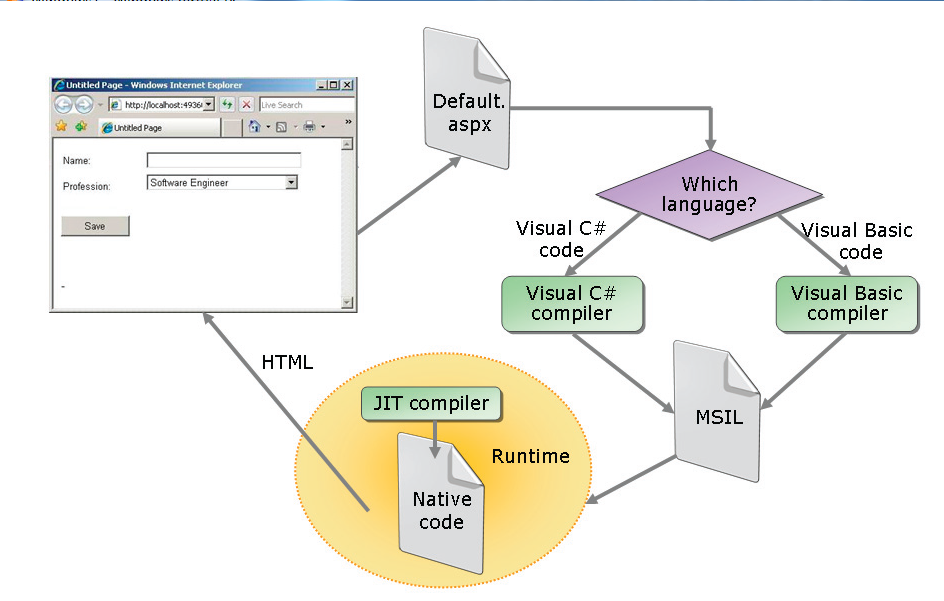 Untitled Page - Windows Internet Explorer
http://localhost:4936
Live Search
Untitled Page
Name:
Profession:
Software Engineer
Save
Default.
aspx
Which
language?
Visual C#
code
Visual Basic
code
Visual C#
compiler
Visual Basic
compiler
HTML
JIT compiler
MSIL
Runtime
Native
code